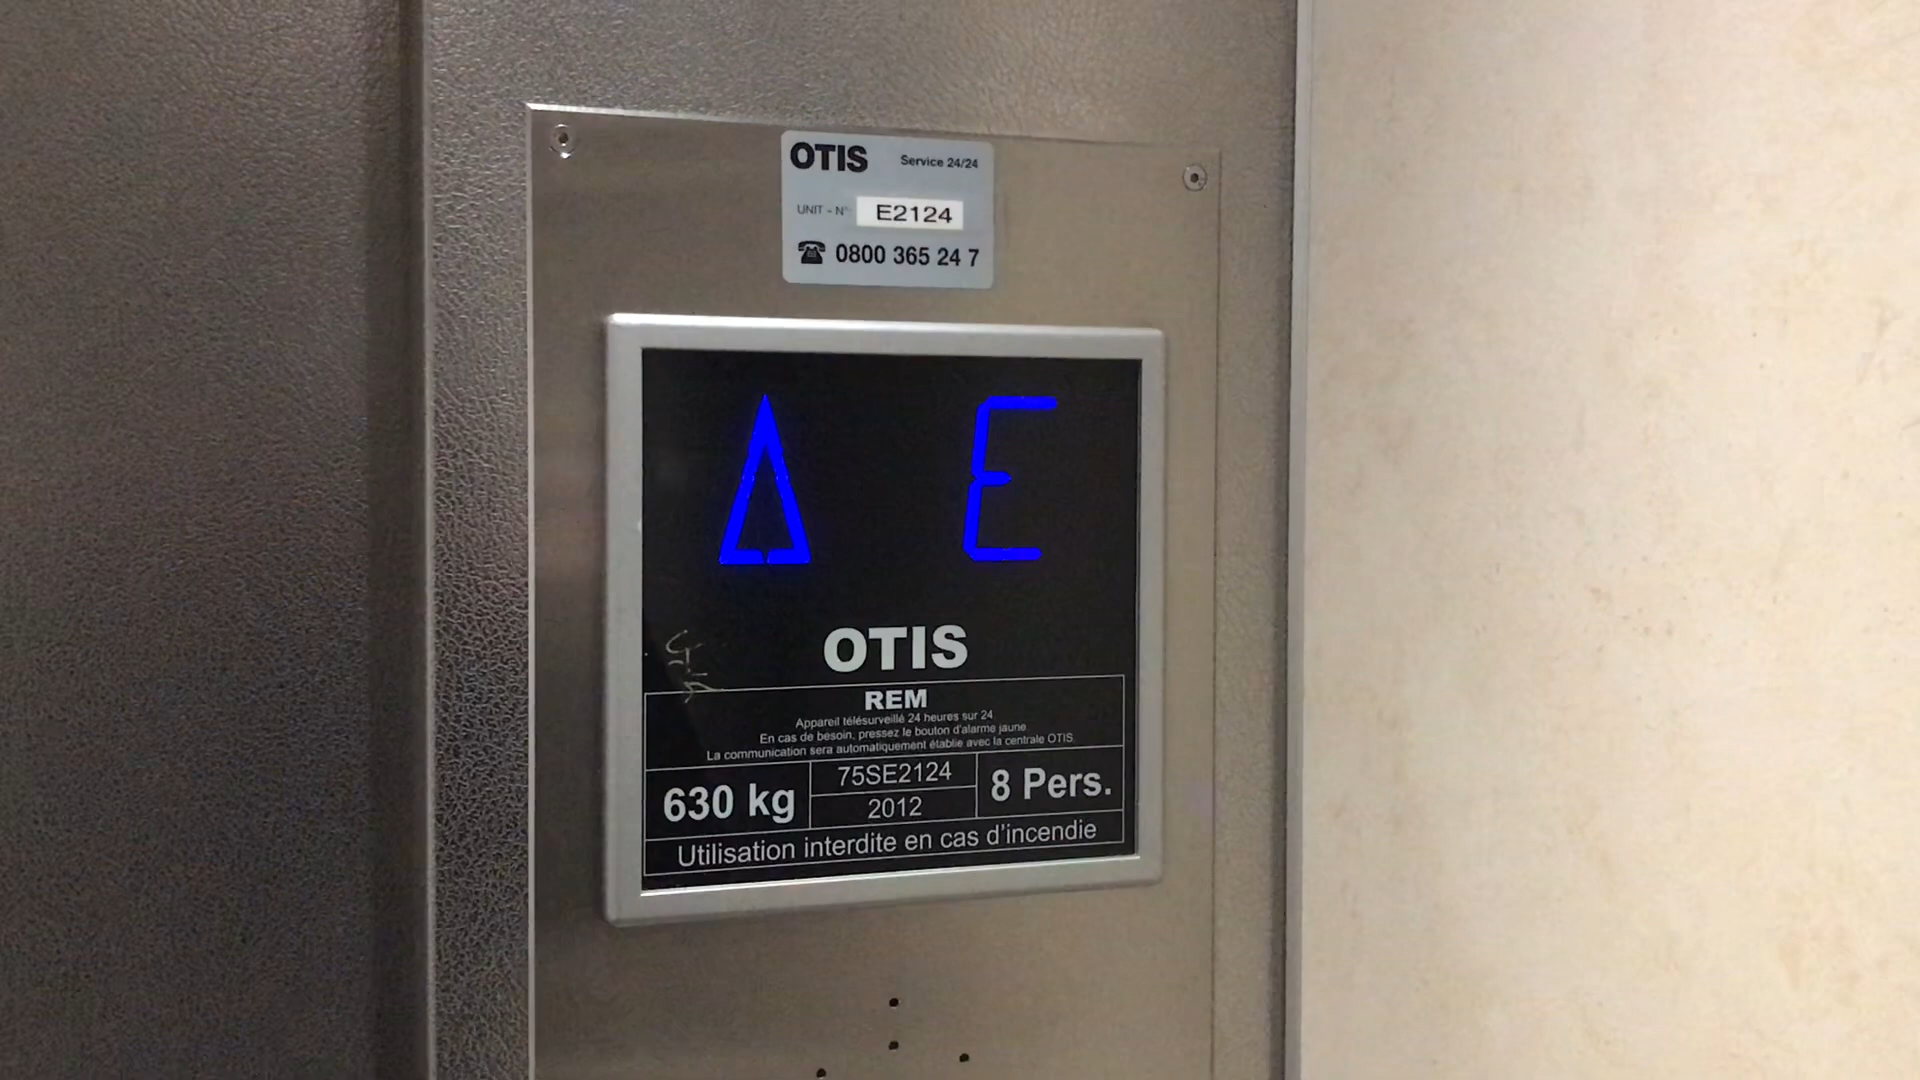 OTIS Service 24/24
UNIT - N° E2124
☎ 0800 365 24 7
E
OTIS
REM
Appareil télésurveillé 24 heures sur 24
En cas de besoin, pressez le bouton d'alarme jaune
La communication sera automatiquement établie avec la centrale OTIS.
630 kg
75SE2124
2012
8 Pers.
Utilisation interdite en cas d'incendie